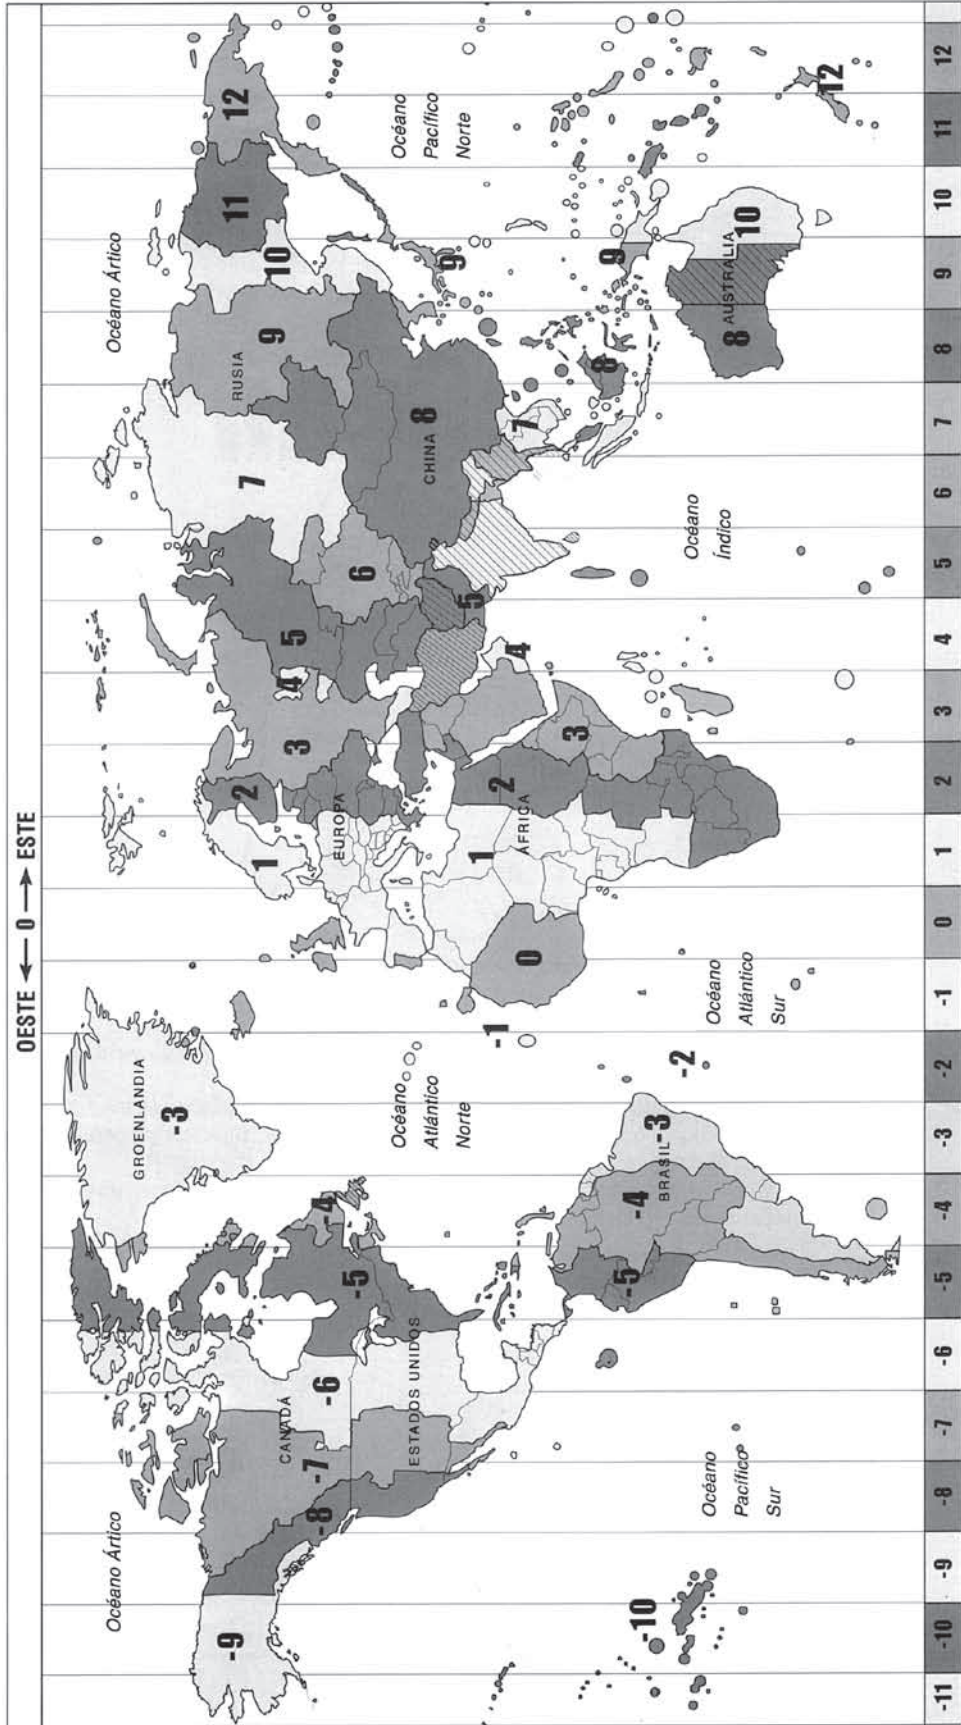 OESTE ← 0 → ESTE
Océano Ártico
Océano Ártico
GROENLANDIA
-3
RUSIA
-9
-8
-7
CANADÁ
-6
-5
-4
ESTADOS UNIDOS
1
2
3
4
5
6
7
9
10
11
12
EUROPA
CHINA 8
Océano
Atlántico
Norte
Océano
Pacífico
Norte
-1
0
1
ÁFRICA
2
3
4
5
7
8
9
9
-10
Océano
Pacífico
Sur
-5
-4
BRASIL
-3
-2
Océano
Atlántico
Sur
Océano
Índico
8
AUSTRALIA
10
12
-11 -10 -9 -8 -7 -6 -5 -4 -3 -2 -1 0 1 2 3 4 5 6 7 8 9 10 11 12